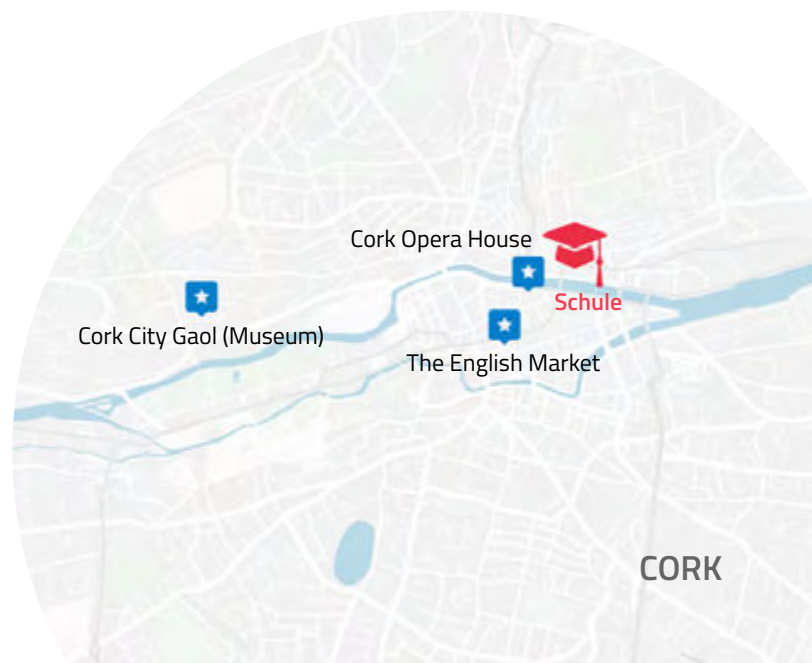 Cork Opera House
Schule
Cork City Gaol (Museum)
The English Market
CORK